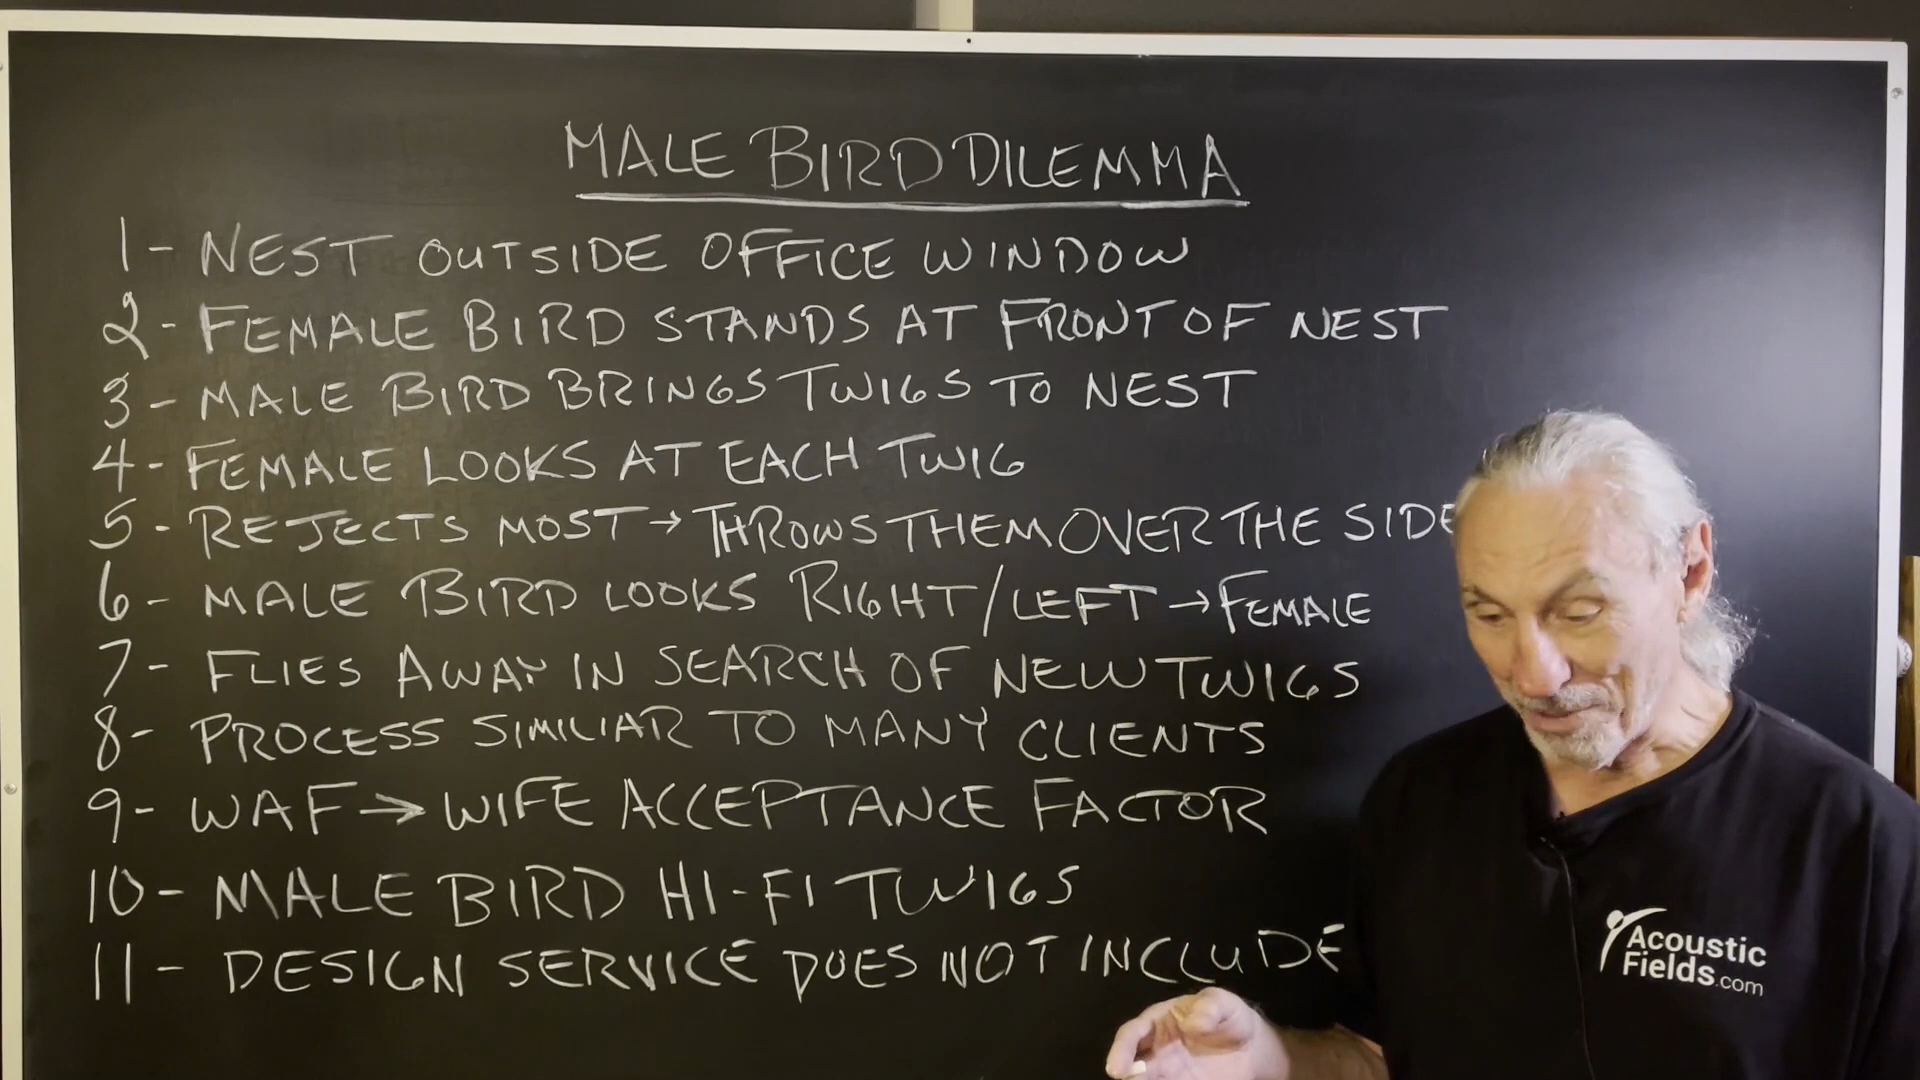 MALE BIRD DILEMMA
1 - NEST OUTSIDE OFFICE WINDOW
2 - FEMALE BIRD STANDS AT FRONT OF NEST
3 - MALE BIRD BRINGS TWIGS TO NEST
4 - FEMALE LOOKS AT EACH TWIG
5 - REJECTS MOST → THROWS THEM OVER THE SIDE
6 - MALE BIRD LOOKS RIGHT/LEFT → FEMALE
7 - FLIES AWAY IN SEARCH OF NEW TWIGS
8 - PROCESS SIMILIAR TO MANY CLIENTS
9 - WAF → WIFE ACCEPTANCE FACTOR
10 - MALE BIRD HI-FI TWIGS
11 - DESIGN SERVICE DOES NOT INCLUDE
Acoustic
Fields.com